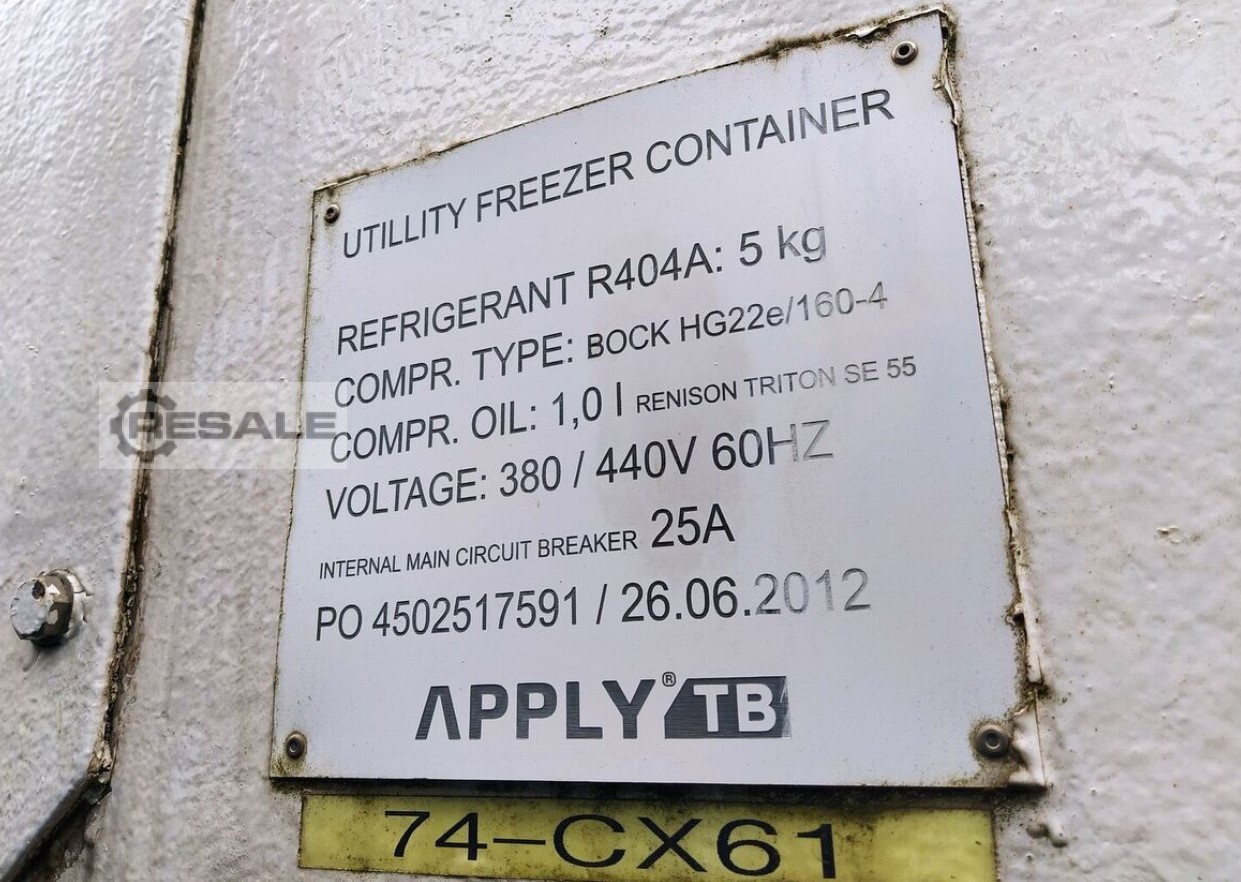 UTILLITY FREEZER CONTAINER
REFRIGERANT R404A: 5 kg
COMPR. TYPE: BOCK HG22e/160-4
COMPR. OIL: 1,0 l RENISON TRITON SE 55
VOLTAGE: 380 / 440V 60HZ
INTERNAL MAIN CIRCUIT BREAKER 25A
PO 4502517591 / 26.06.2012
APPLY® TB
74-CX61
RESALE